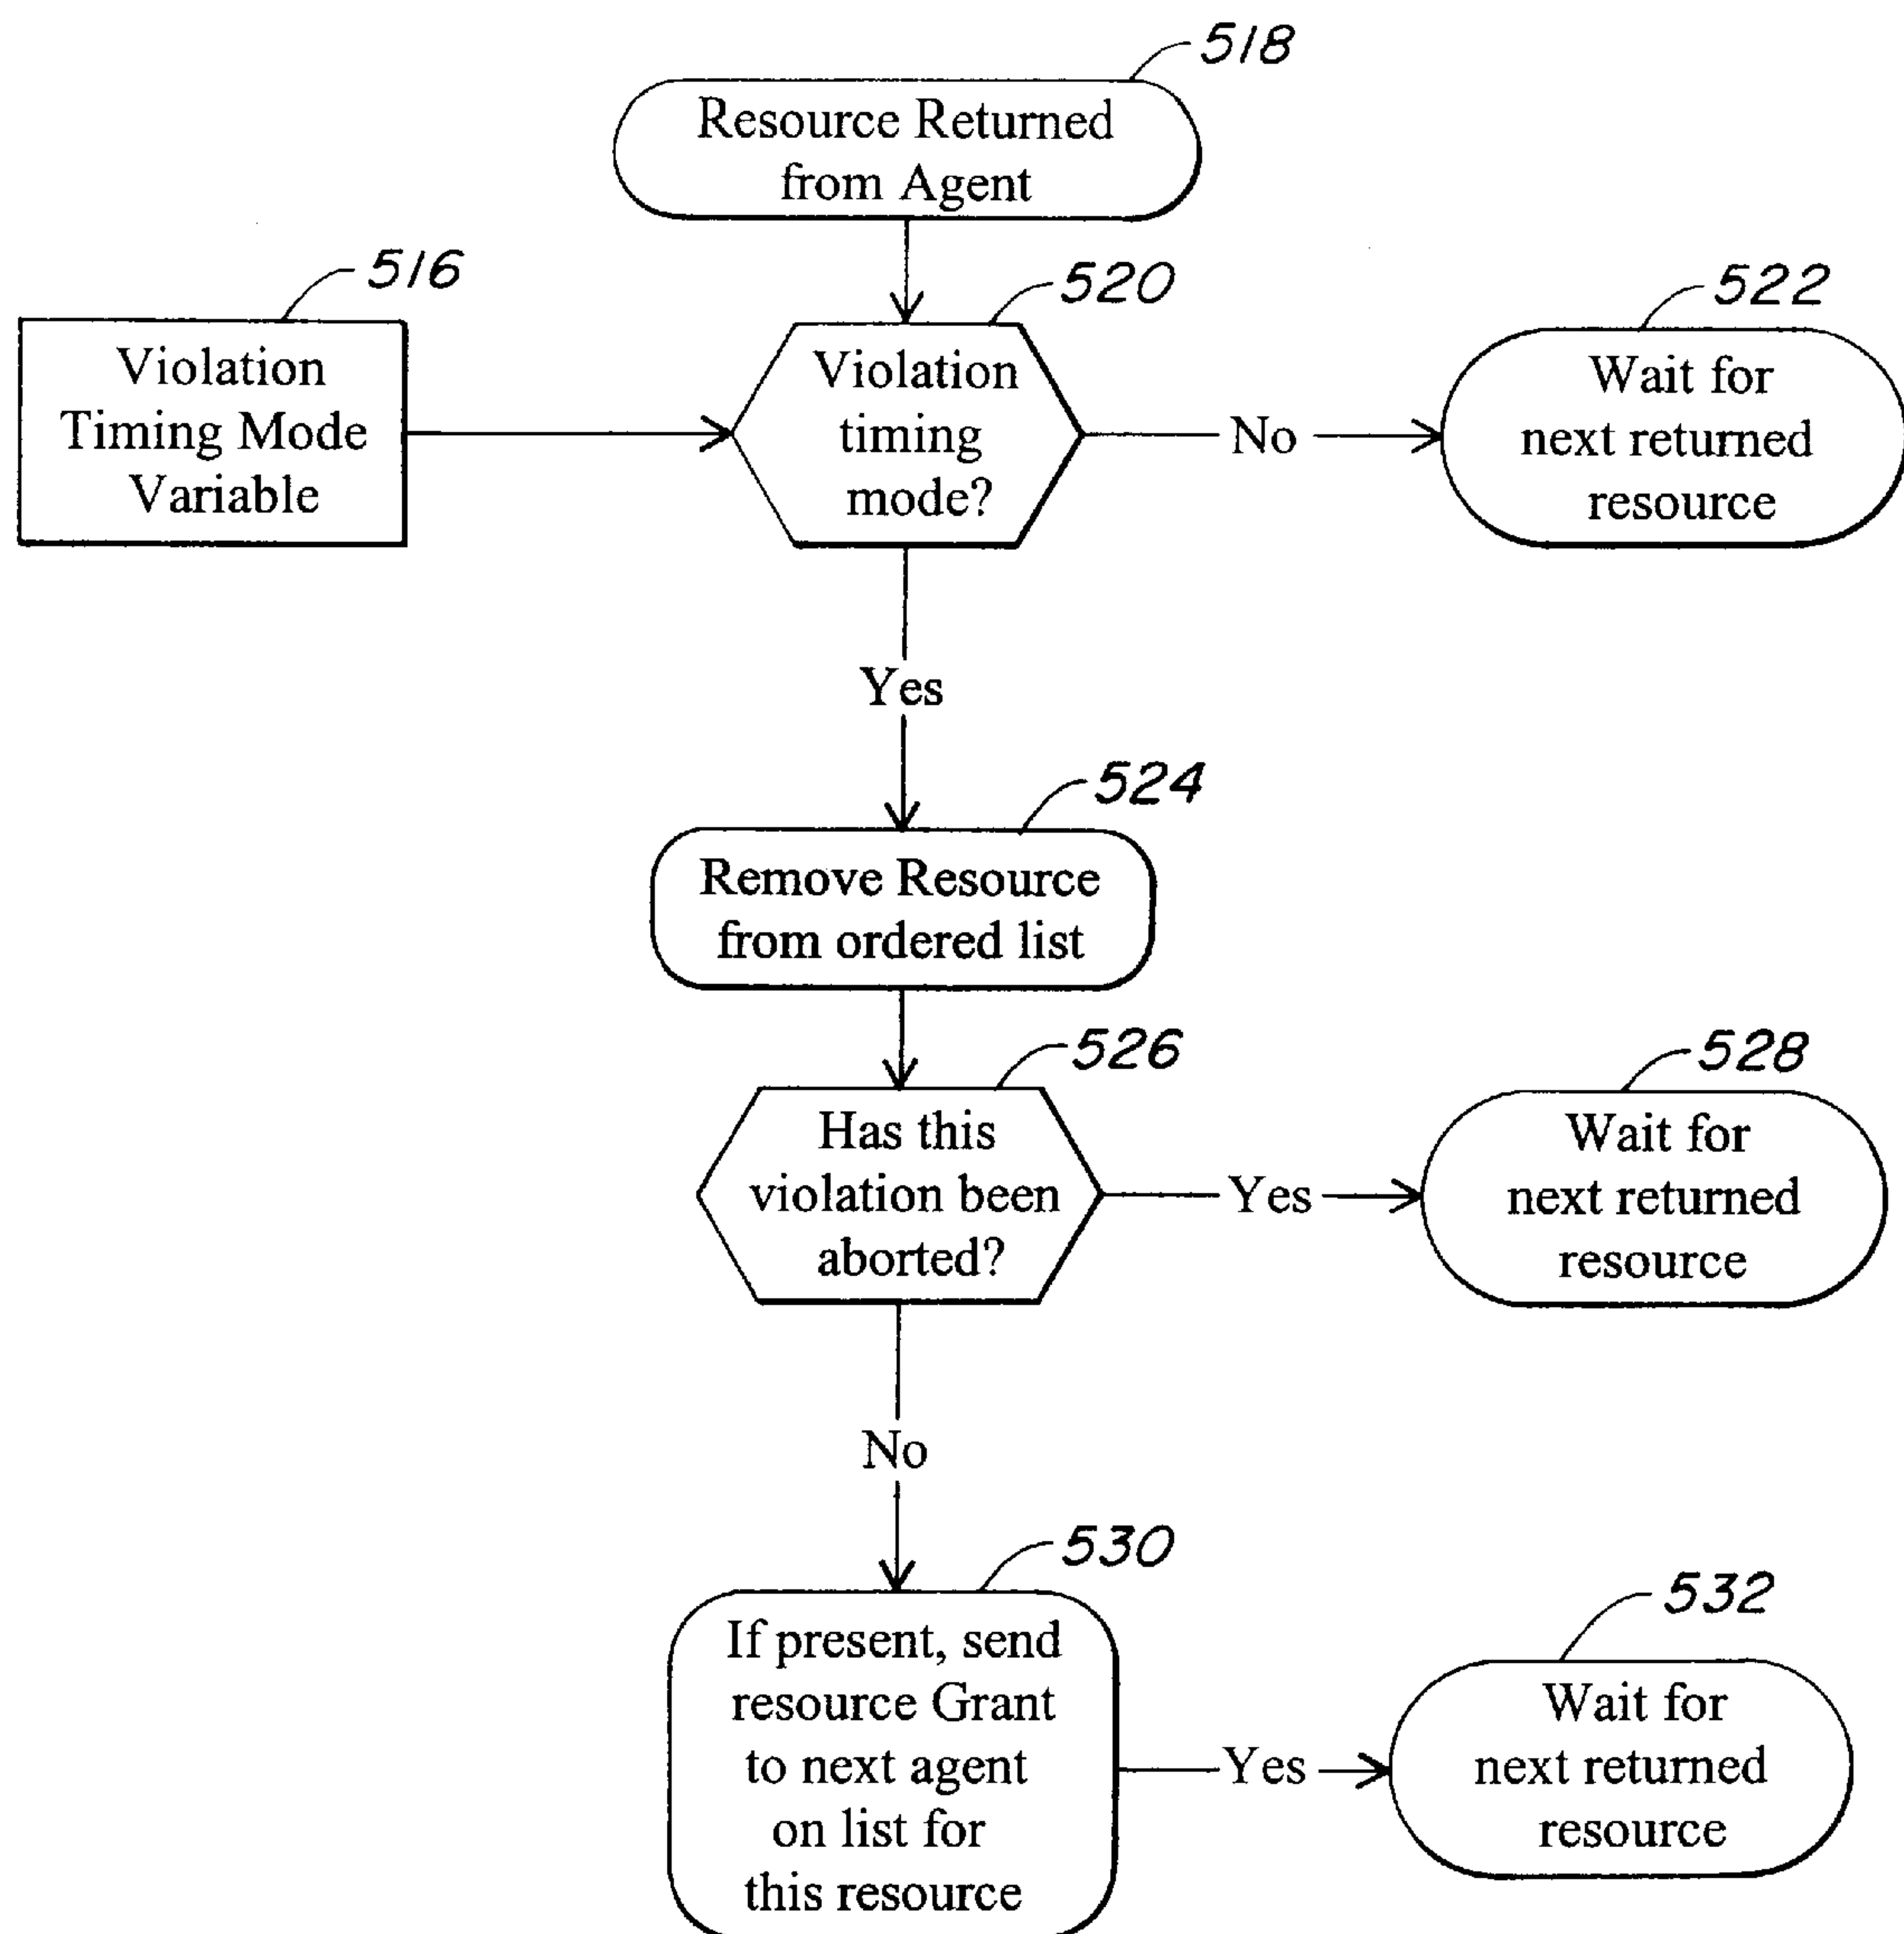 518
Resource Returned
from Agent
516
Violation
Timing Mode
Variable
520
Violation
timing
mode?
No
522
Wait for
next returned
resource
Yes
524
Remove Resource
from ordered list
526
Has this
violation been
aborted?
Yes
528
Wait for
next returned
resource
No
530
If present, send
resource Grant
to next agent
on list for
this resource
Yes
532
Wait for
next returned
resource